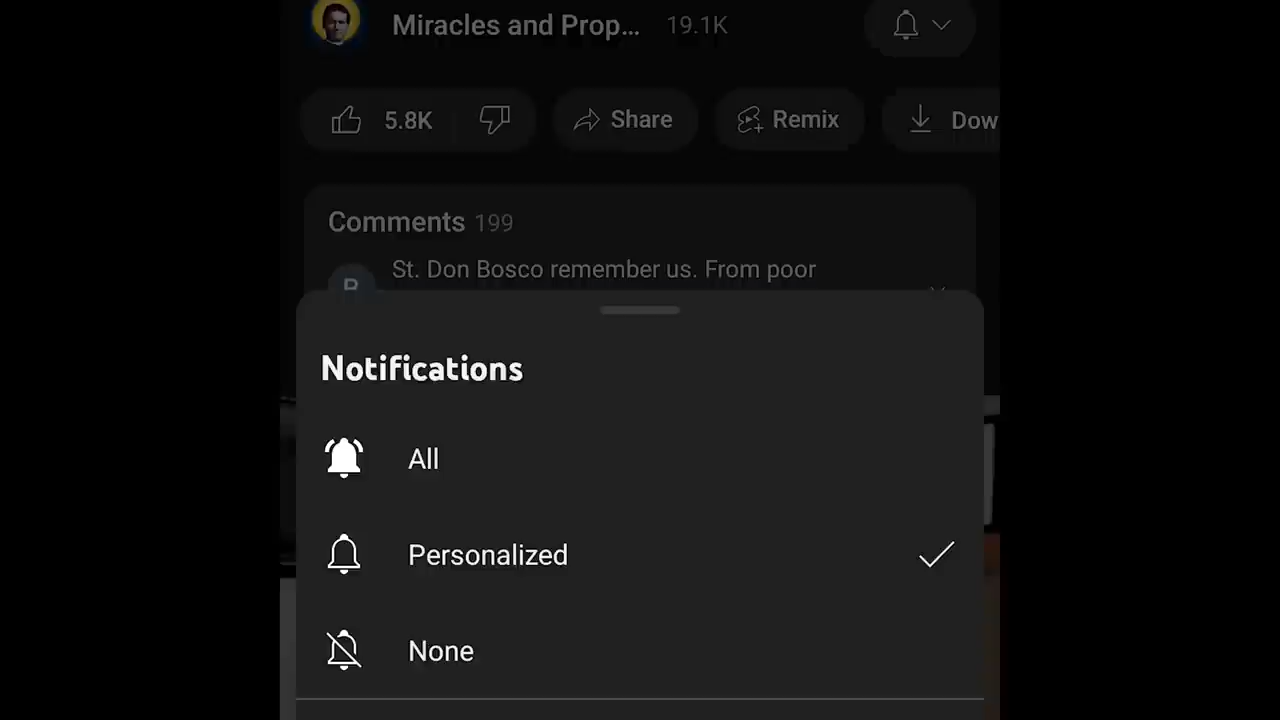 Miracles and Prop... 19.1K
5.8K Share Remix Dow
Comments 199
St. Don Bosco remember us. From poor
B
Notifications
All
Personalized
None